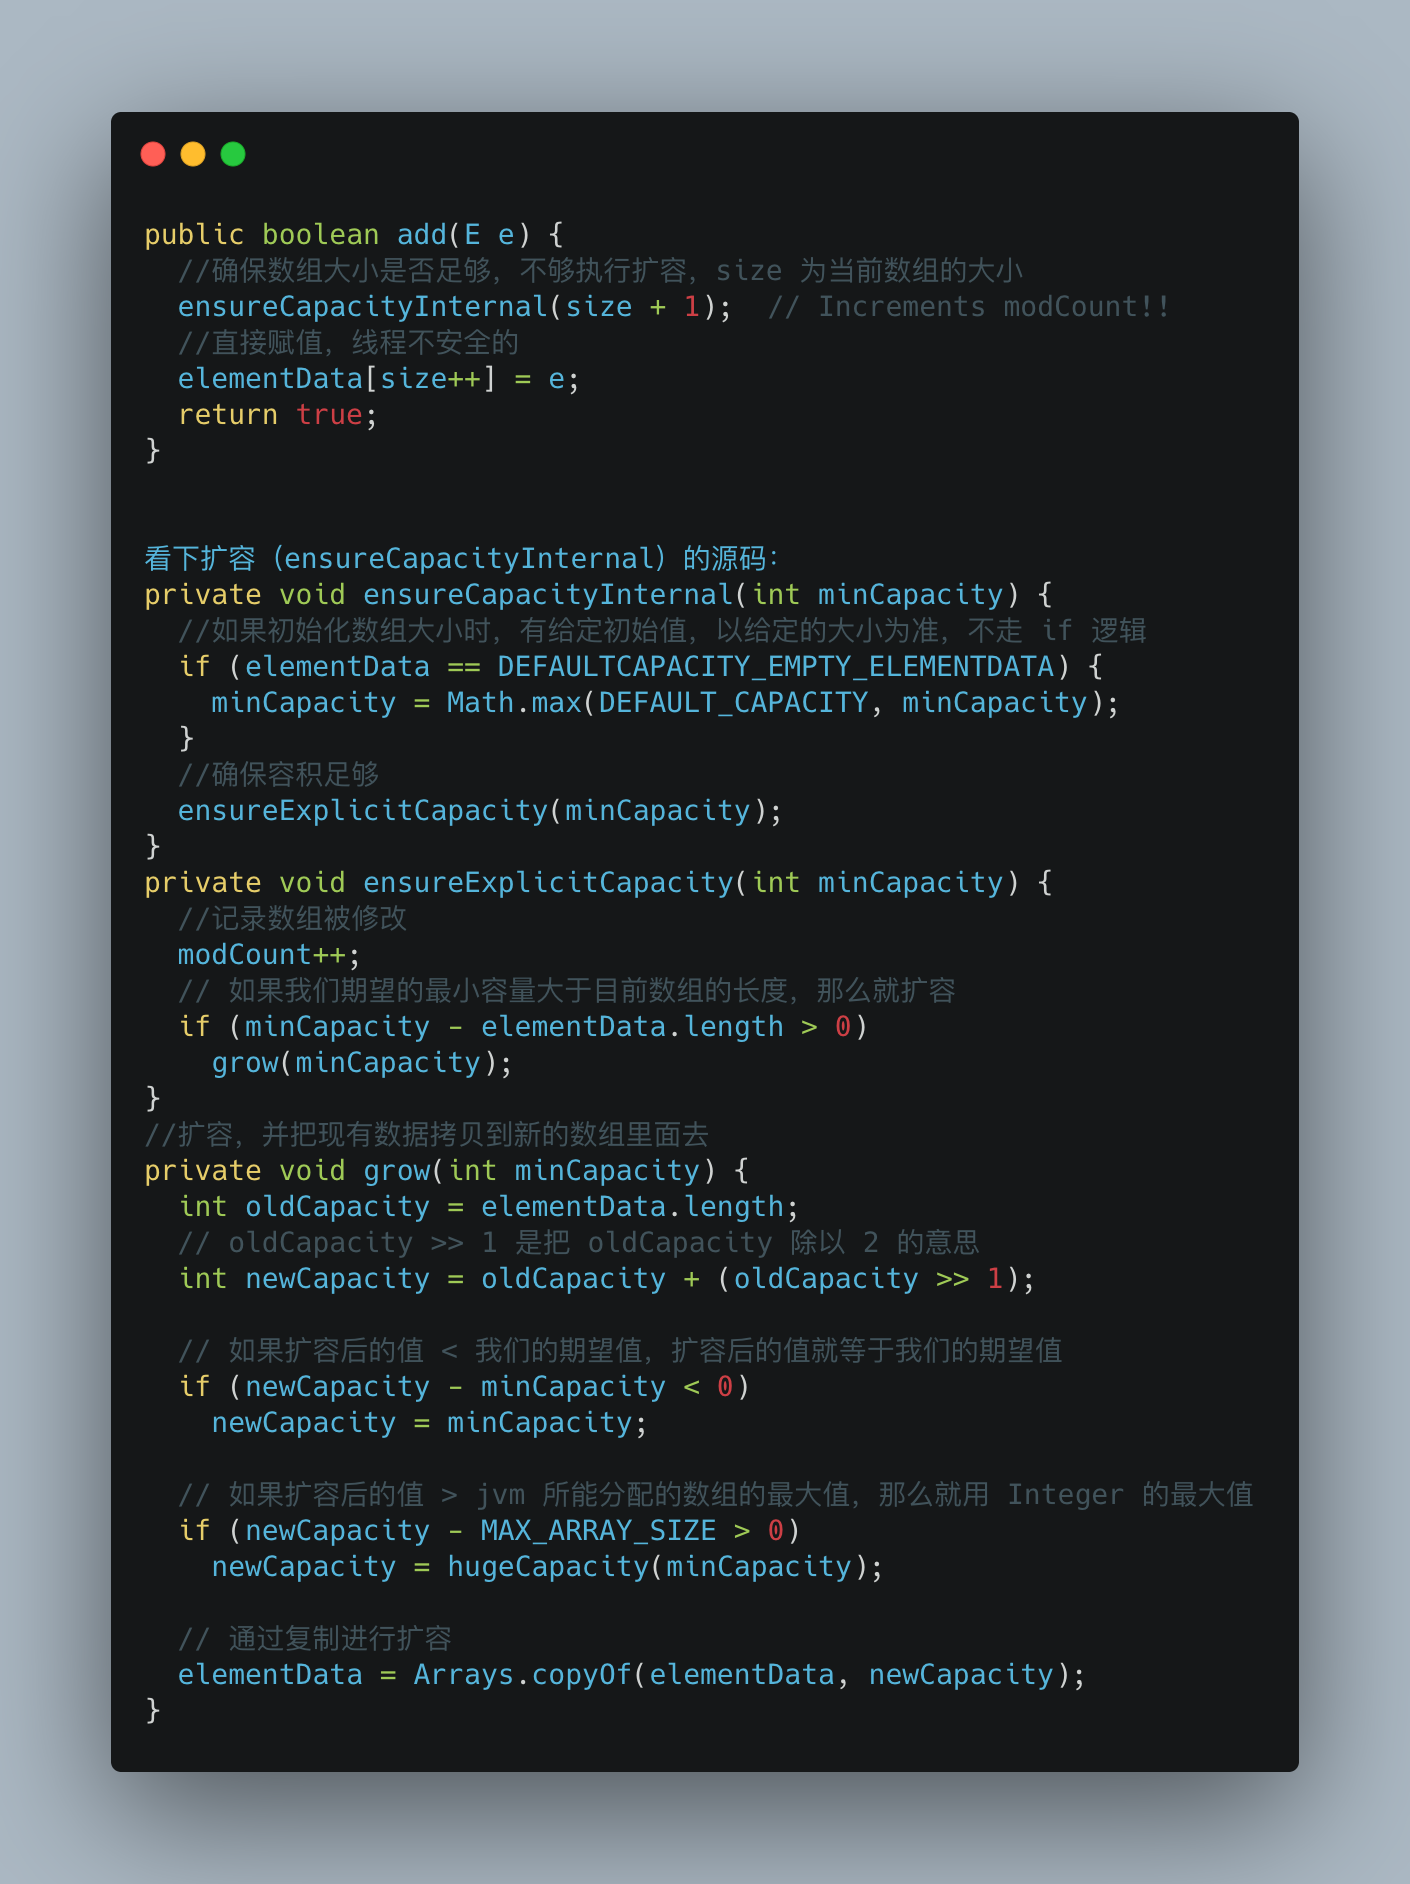 public boolean add(E e) {
  //确保数组大小是否足够，不够执行扩容，size 为当前数组的大小
  ensureCapacityInternal(size + 1);  // Increments modCount!!
  //直接赋值，线程不安全的
  elementData[size++] = e;
  return true;
}
看下扩容（ensureCapacityInternal）的源码：
private void ensureCapacityInternal(int minCapacity) {
  //如果初始化数组大小时，有给定初始值，以给定的大小为准，不走 if 逻辑
  if (elementData == DEFAULTCAPACITY_EMPTY_ELEMENTDATA) {
    minCapacity = Math.max(DEFAULT_CAPACITY, minCapacity);
  }
  //确保容积足够
  ensureExplicitCapacity(minCapacity);
}
private void ensureExplicitCapacity(int minCapacity) {
  //记录数组被修改
  modCount++;
  // 如果我们期望的最小容量大于目前数组的长度，那么就扩容
  if (minCapacity - elementData.length > 0)
    grow(minCapacity);
}
//扩容，并把现有数据拷贝到新的数组里面去
private void grow(int minCapacity) {
  int oldCapacity = elementData.length;
  // oldCapacity >> 1 是把 oldCapacity 除以 2 的意思
  int newCapacity = oldCapacity + (oldCapacity >> 1);
  // 如果扩容后的值 < 我们的期望值，扩容后的值就等于我们的期望值
  if (newCapacity - minCapacity < 0)
    newCapacity = minCapacity;
  // 如果扩容后的值 > jvm 所能分配的数组的最大值，那么就用 Integer 的最大值
  if (newCapacity - MAX_ARRAY_SIZE > 0)
    newCapacity = hugeCapacity(minCapacity);
  // 通过复制进行扩容
  elementData = Arrays.copyOf(elementData, newCapacity);
}